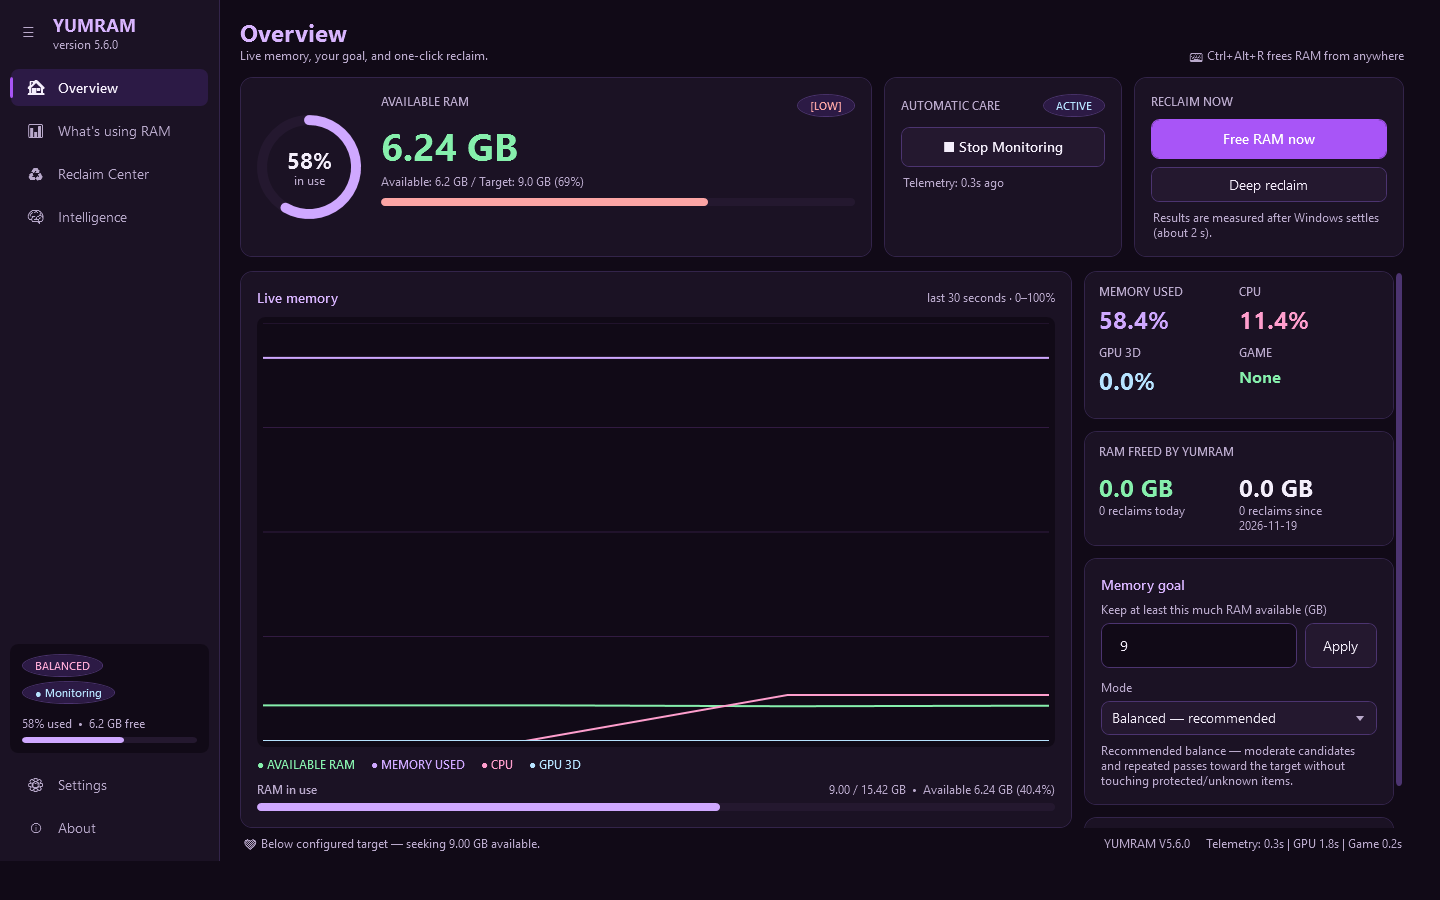 YUMRAM
version 5.6.0
Overview
What's using RAM
Reclaim Center
Intelligence
BALANCED
● Monitoring
58% used • 6.2 GB free
Settings
About
Overview
Live memory, your goal, and one-click reclaim.
Ctrl+Alt+R frees RAM from anywhere
58%
in use
AVAILABLE RAM
[LOW]
6.24 GB
Available: 6.2 GB / Target: 9.0 GB (69%)
AUTOMATIC CARE
ACTIVE
■ Stop Monitoring
Telemetry: 0.3s ago
RECLAIM NOW
Free RAM now
Deep reclaim
Results are measured after Windows settles
(about 2 s).
Live memory
last 30 seconds · 0–100%
● AVAILABLE RAM ● MEMORY USED ● CPU ● GPU 3D
RAM in use
9.00 / 15.42 GB • Available 6.24 GB (40.4%)
MEMORY USED
CPU
58.4%
11.4%
GPU 3D
GAME
0.0%
None
RAM FREED BY YUMRAM
0.0 GB
0.0 GB
0 reclaims today
0 reclaims since
2026-11-19
Memory goal
Keep at least this much RAM available (GB)
9
Apply
Mode
Balanced — recommended
Recommended balance — moderate candidates
and repeated passes toward the target without
touching protected/unknown items.
Below configured target — seeking 9.00 GB available.
YUMRAM V5.6.0
Telemetry: 0.3s | GPU 1.8s | Game 0.2s